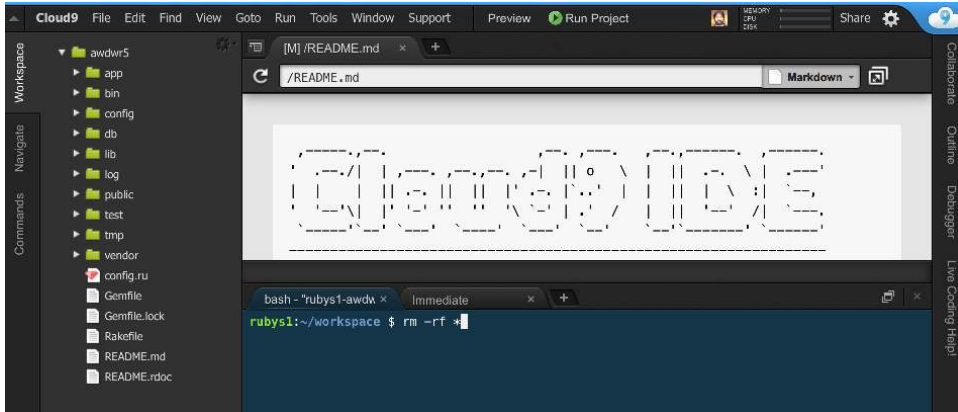 Cloud9 File Edit Find View Goto Run Tools Window Support Preview Run Project MEMORY CPU DISK Share
Workspace
Navigate
Commands
awdwr5
app
bin
config
db
lib
log
public
test
tmp
vendor
config.ru
Gemfile
Gemfile.lock
Rakefile
README.md
README.rdoc
[M] /README.md × +
/README.md Markdown
Cloud9 IDE
bash - "rubys1-awdw × Immediate × +
rubys1:~/workspace $ rm -rf *
Collaborate
Outline
Debugger
Live Coding Help!